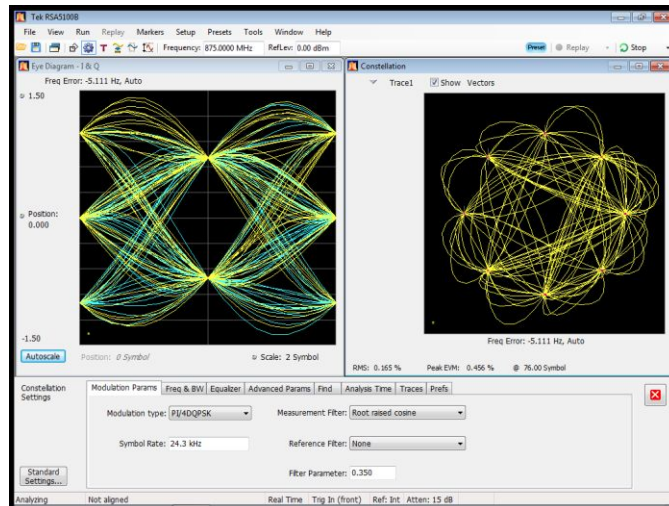 Tek RSA5100B
File View Run Replay Markers Setup Presets Tools Window Help
Frequency: 875.0000 MHz RefLev: 0.00 dBm Preset Replay Stop
Eye Diagram - I & Q
Freq Error: -5.111 Hz, Auto
1.50
Position:
0.000
-1.50
Autoscale Position: 0 Symbol Scale: 2 Symbol
Constellation
Trace1 Show Vectors
Freq Error: -5.111 Hz, Auto
RMS: 0.165 % Peak EVM: 0.456 % @ 76.00 Symbol
Constellation
Settings
Modulation Params Freq & BW Equalizer Advanced Params Find Analysis Time Traces Prefs
Modulation type: PI/4DQPSK Measurement Filter: Root raised cosine
Symbol Rate: 24.3 kHz Reference Filter: None
Filter Parameter: 0.350
Standard
Settings...
Analyzing Not aligned Real Time Trig In (front) Ref: Int Atten: 15 dB